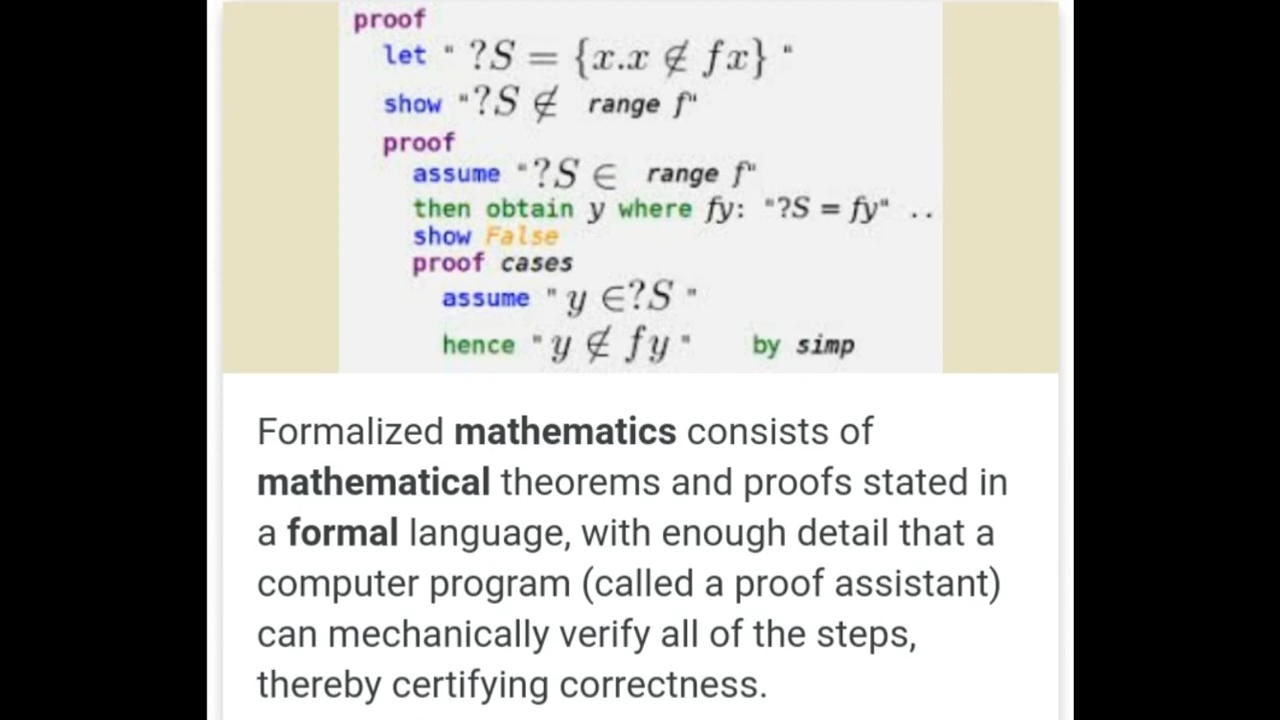 proof
let " ?S = {x.x ∉ fx} "
show "?S ∉ range f"
proof
assume "?S ∈ range f"
then obtain y where fy: "?S = fy" ..
show False
proof cases
assume " y ∈?S "
hence " y ∉ fy " by simp
Formalized mathematics consists of
mathematical theorems and proofs stated in
a formal language, with enough detail that a
computer program (called a proof assistant)
can mechanically verify all of the steps,
thereby certifying correctness.